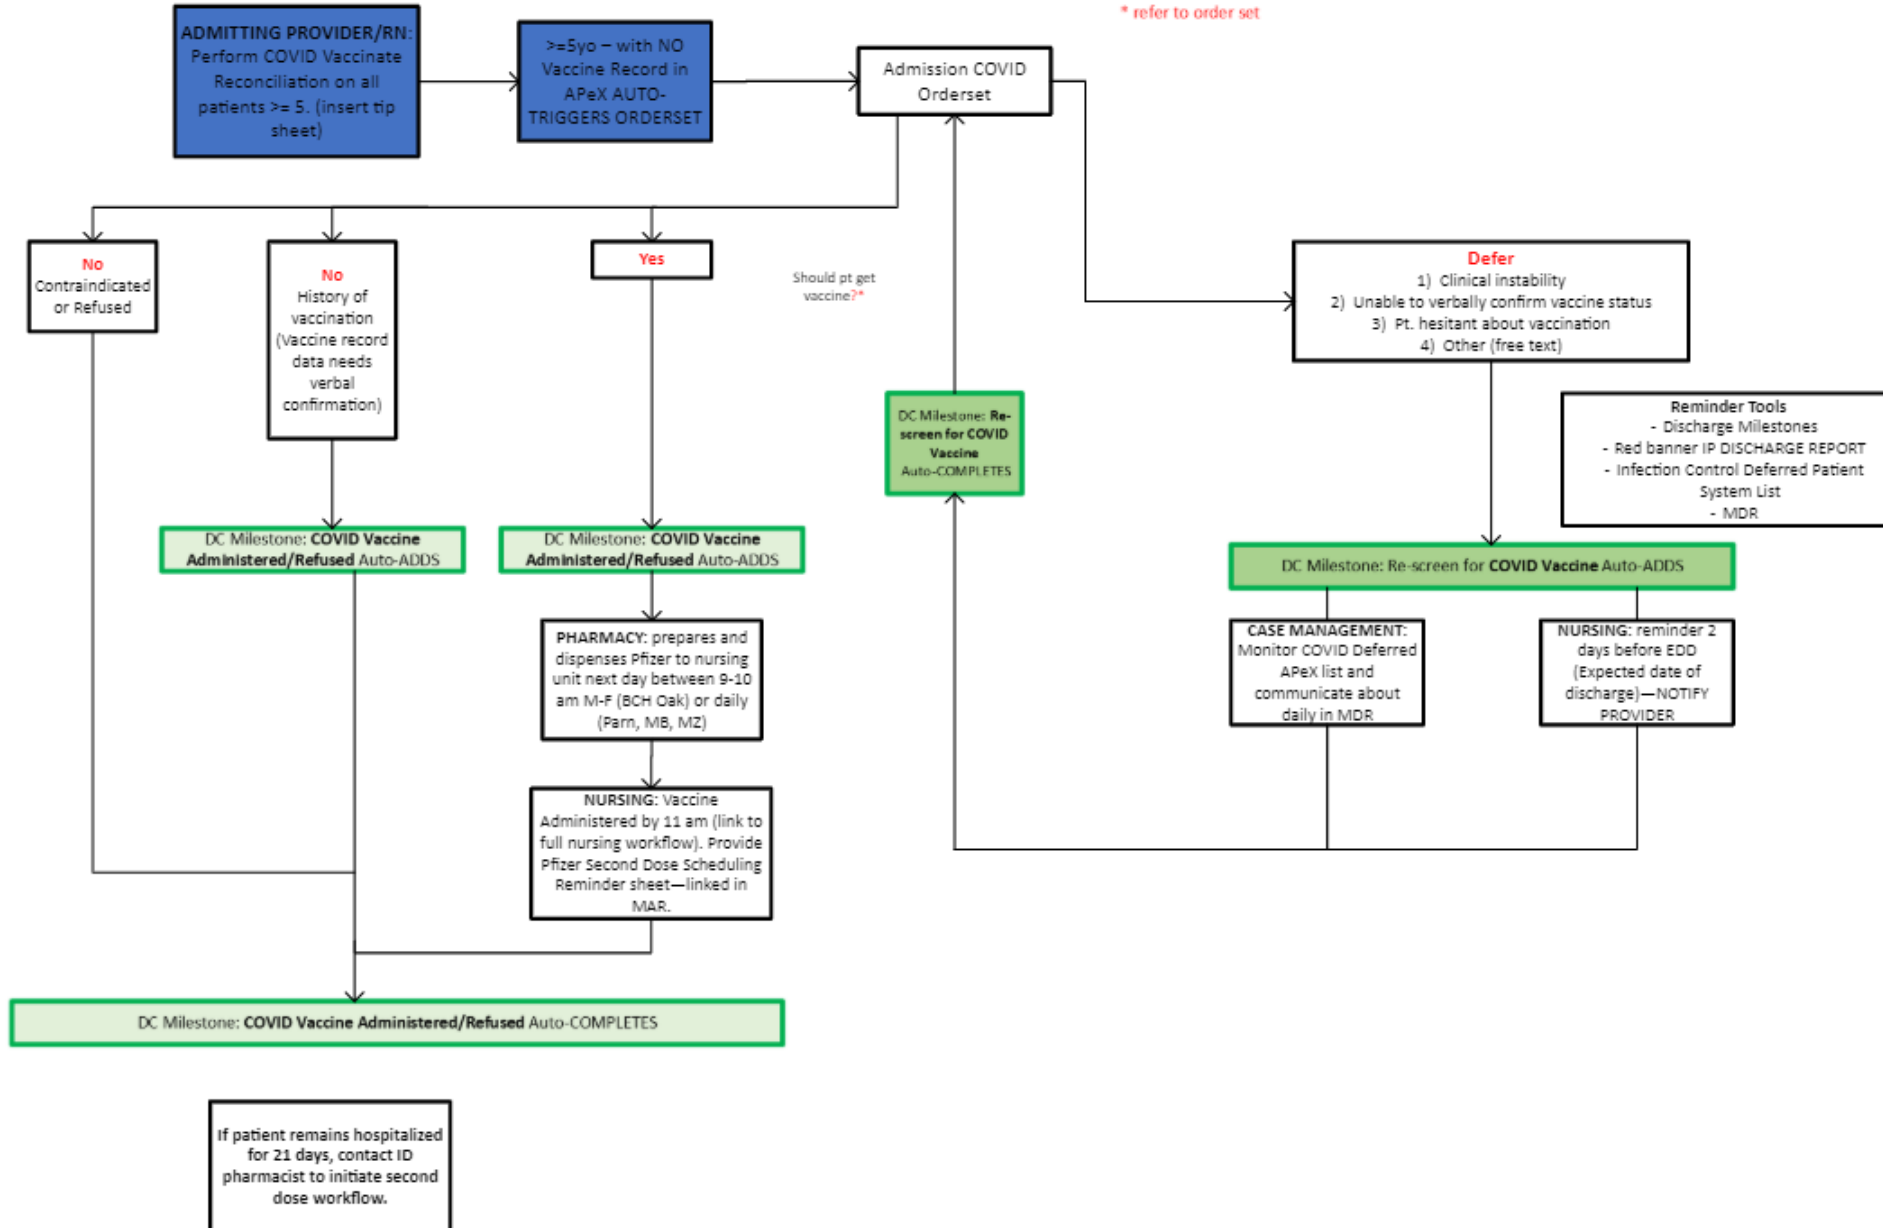 * refer to order set
ADMITTING PROVIDER/RN:
Perform COVID Vaccinate
Reconciliation on all
patients >= 5. (insert tip
sheet)
>=5yo – with NO
Vaccine Record in
APeX AUTO-
TRIGGERS ORDERSET
Admission COVID
Orderset
No
Contraindicated
or Refused
No
History of
vaccination
(Vaccine record
data needs
verbal
confirmation)
Yes
Should pt get
vaccine?*
Defer
1) Clinical instability
2) Unable to verbally confirm vaccine status
3) Pt. hesitant about vaccination
4) Other (free text)
Reminder Tools
- Discharge Milestones
- Red banner IP DISCHARGE REPORT
- Infection Control Deferred Patient
System List
- MDR
DC Milestone: Re-
screen for COVID
Vaccine
Auto-COMPLETES
DC Milestone: COVID Vaccine
Administered/Refused Auto-ADDS
DC Milestone: COVID Vaccine
Administered/Refused Auto-ADDS
DC Milestone: Re-screen for COVID Vaccine Auto-ADDS
PHARMACY: prepares and
dispenses Pfizer to nursing
unit next day between 9-10
am M-F (BCH Oak) or daily
(Parn, MB, MZ)
CASE MANAGEMENT:
Monitor COVID Deferred
APeX list and
communicate about
daily in MDR
NURSING: reminder 2
days before EDD
(Expected date of
discharge)—NOTIFY
PROVIDER
NURSING: Vaccine
Administered by 11 am (link to
full nursing workflow). Provide
Pfizer Second Dose Scheduling
Reminder sheet—linked in
MAR.
DC Milestone: COVID Vaccine Administered/Refused Auto-COMPLETES
If patient remains hospitalized
for 21 days, contact ID
pharmacist to initiate second
dose workflow.